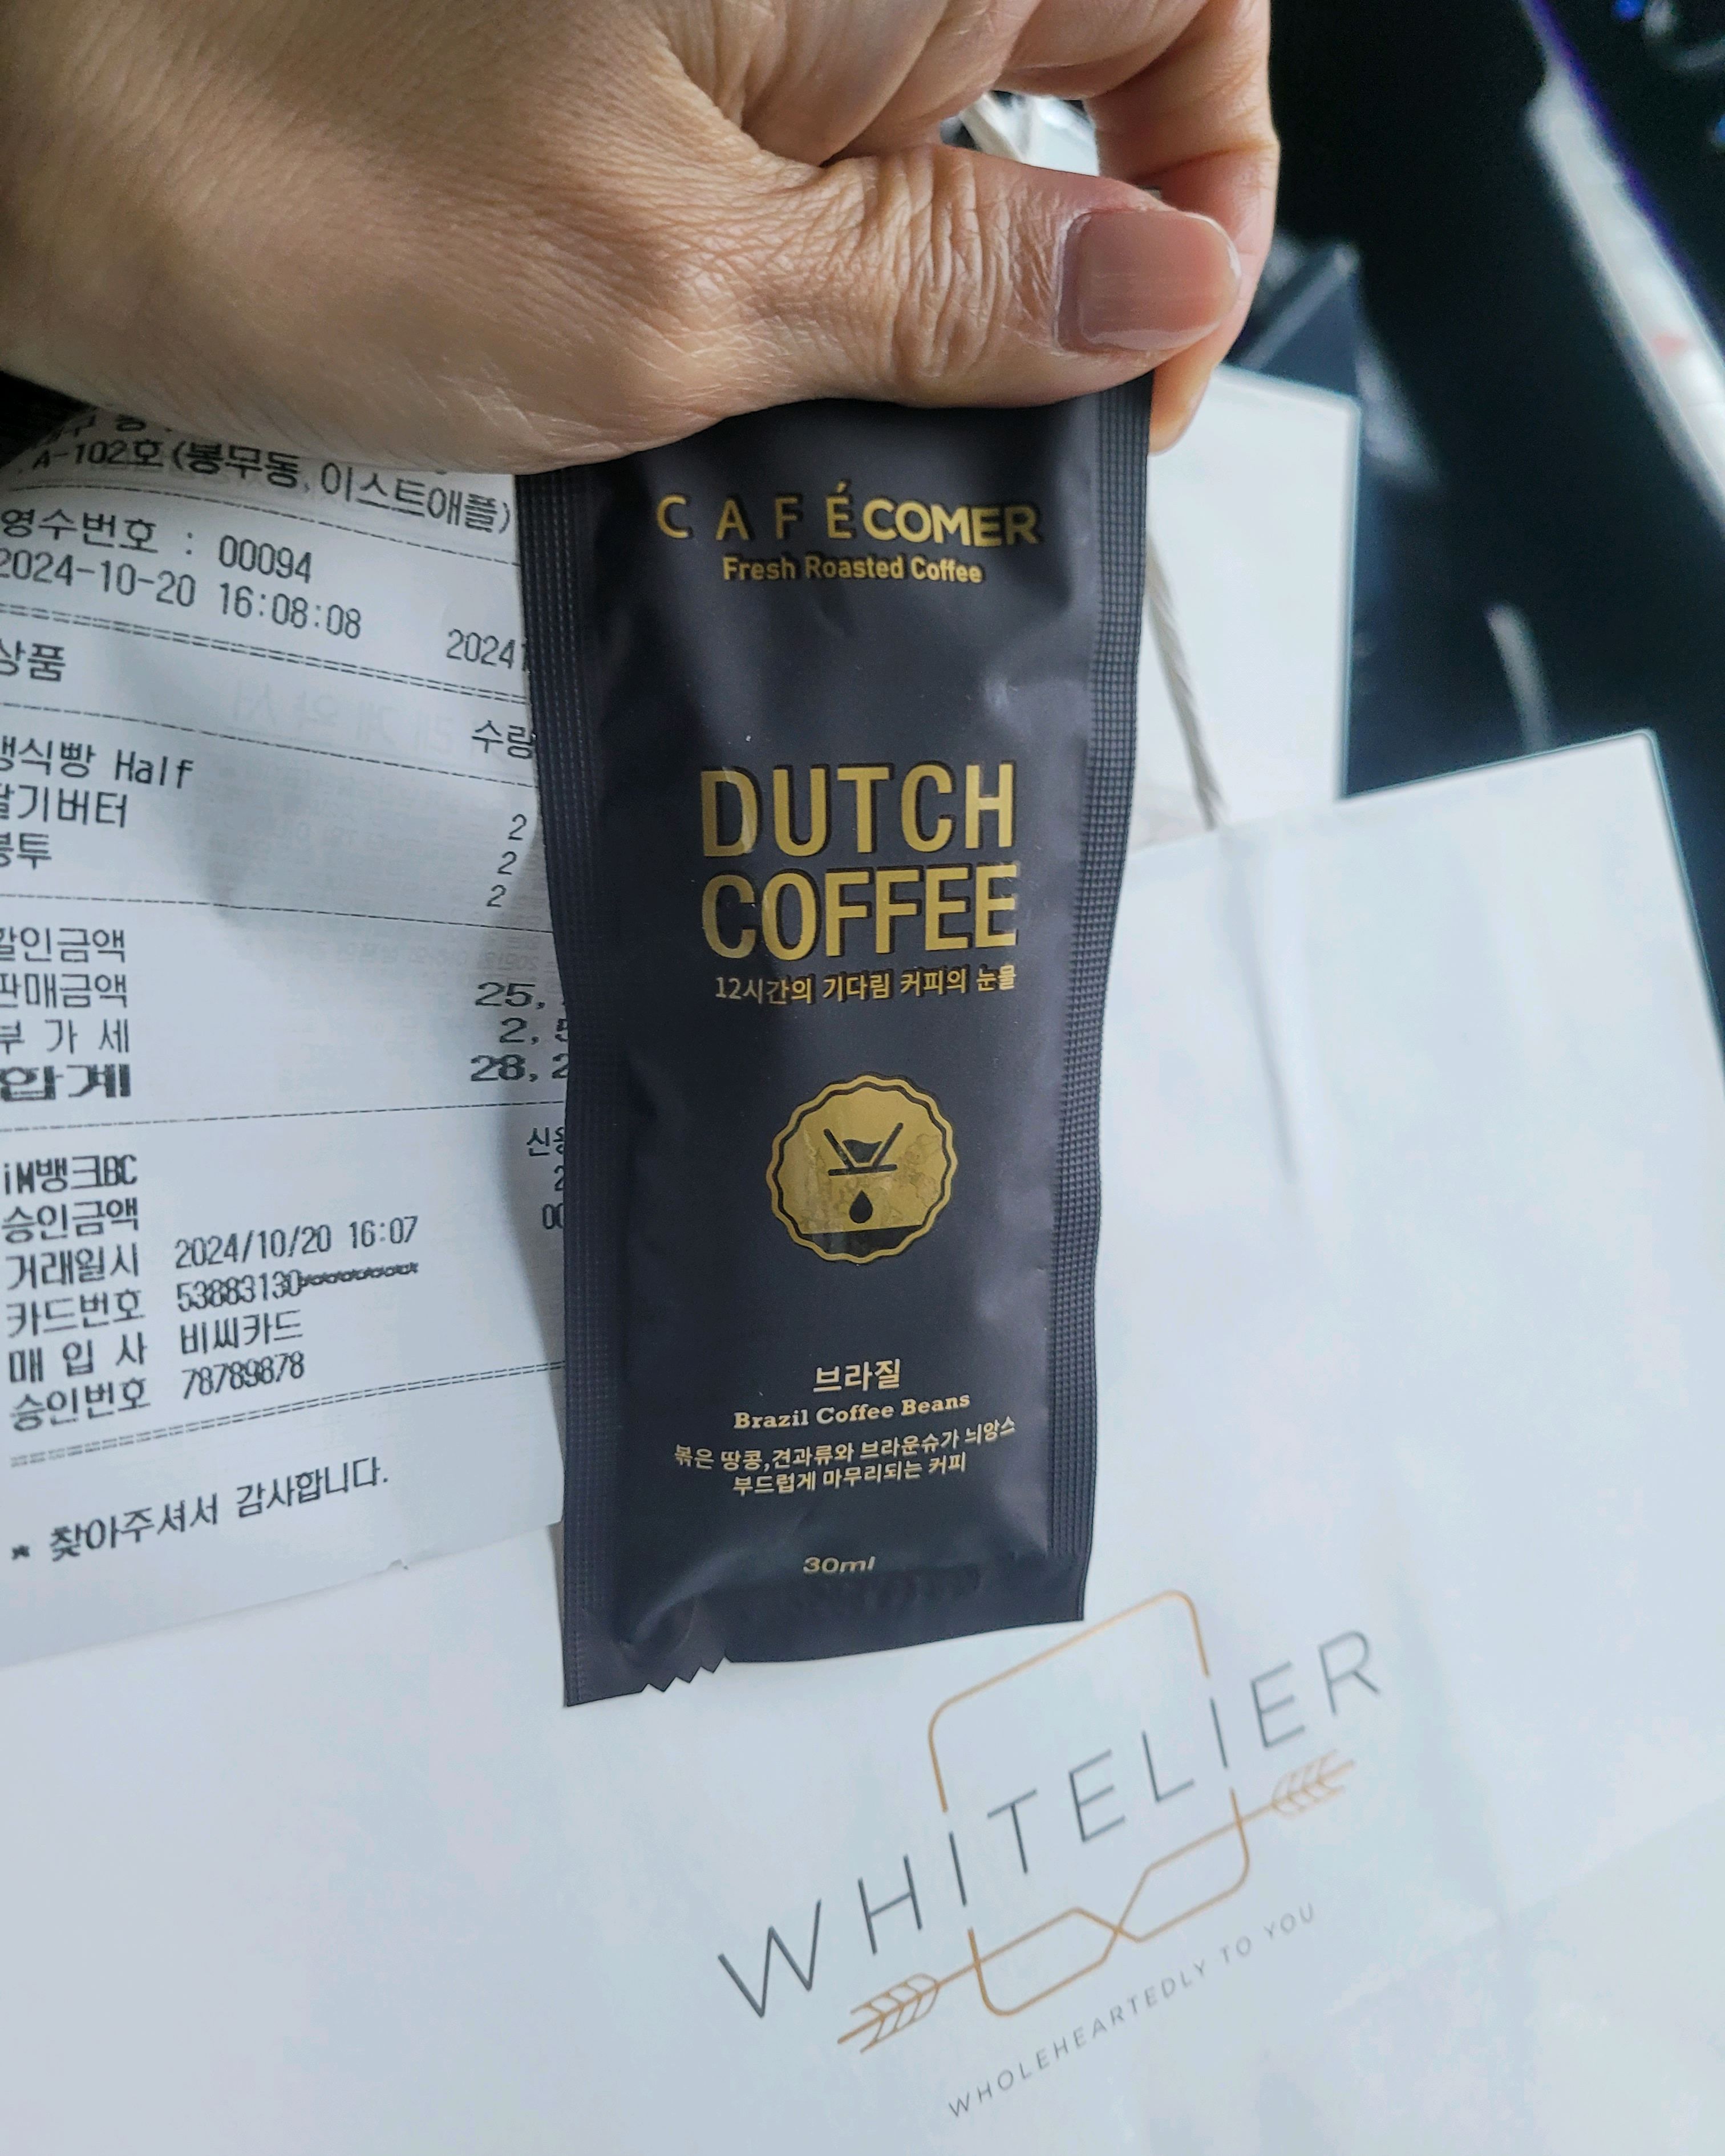 A-102호(봉무동, 이스트애플)
영수번호 : 00094
2024-10-20 16:08:08
상품
수량
Half 2
딸기버터 2
봉투 2
할인금액
판매금액 25,
부 가 세 2,
합계 28,2
iM뱅크BC
승인금액
거래일시 2024/10/20 16:07
카드번호 53883130**********
매 입 사 비씨카드
승인번호 78789878
* 찾아주셔서 감사합니다.
CAFÉ COMER
Fresh Roasted Coffee
DUTCH
COFFEE
12시간의 기다림 커피의 눈물
브라질
Brazil Coffee Beans
볶은 땅콩,견과류와 브라운슈가 늬앙스
부드럽게 마무리되는 커피
30ml
WHITELIER
WHOLEHEARTEDLY TO YOU